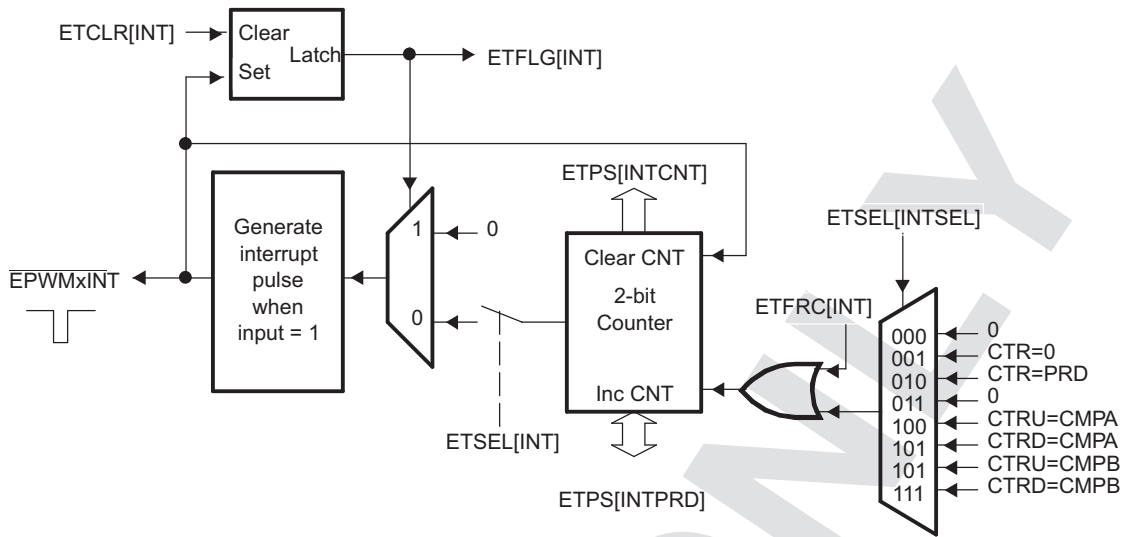 ETCLR[INT]
Clear
Latch
Set
ETFLG[INT]
ETPS[INTCNT]
ETSEL[INTSEL]
Generate
interrupt
pulse
when
input = 1
1
0
0
EPWMxINT
Clear CNT
2-bit
Counter
Inc CNT
ETSEL[INT]
ETPS[INTPRD]
ETFRC[INT]
000
001
010
011
100
101
101
111
0
CTR=0
CTR=PRD
0
CTRU=CMPA
CTRD=CMPA
CTRU=CMPB
CTRD=CMPB